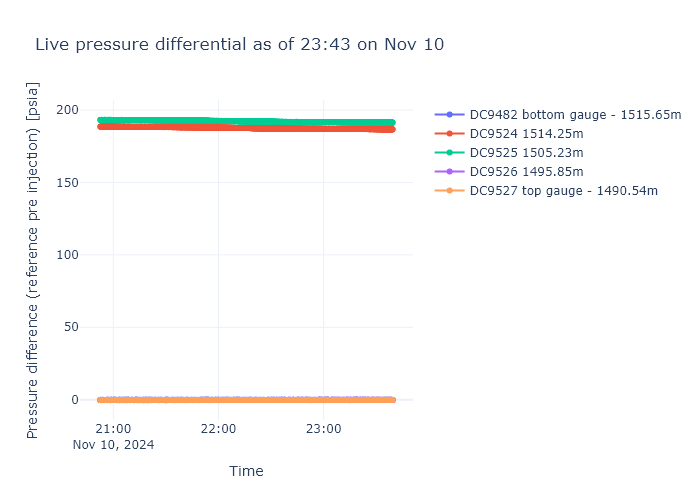 Live pressure differential as of 23:43 on Nov 10
Pressure difference (reference pre injection) [psia]
200
150
100
50
0
21:00
Nov 10, 2024
22:00
23:00
Time
DC9482 bottom gauge - 1515.65m
DC9524 1514.25m
DC9525 1505.23m
DC9526 1495.85m
DC9527 top gauge - 1490.54m